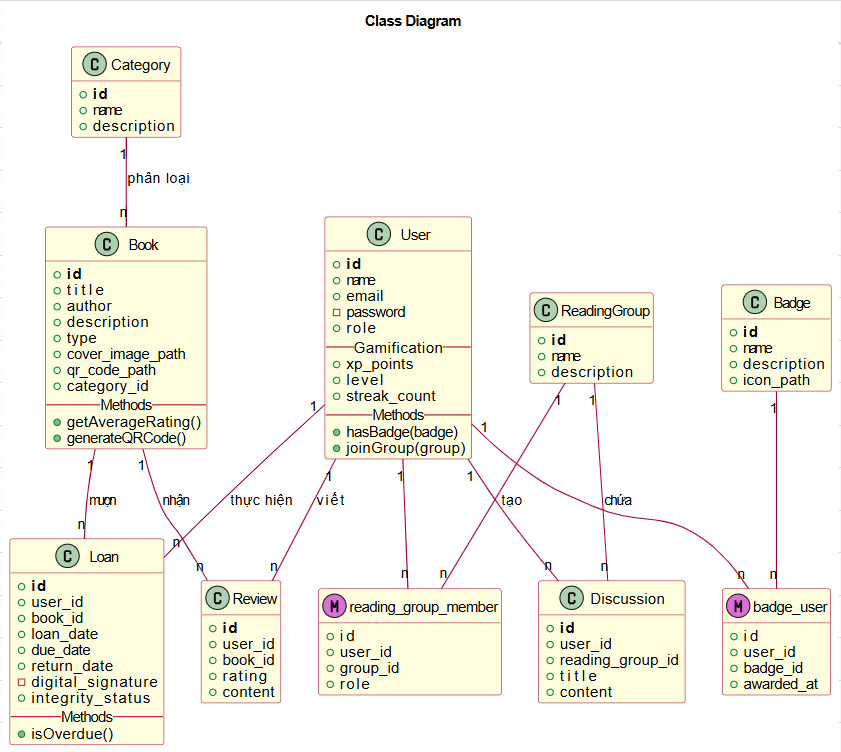 Class Diagram
C Category
id
name
description
1
phân loại
n
C Book
id
title
author
description
type
cover_image_path
qr_code_path
category_id
Methods
getAverageRating()
generateQRCode()
C User
id
name
email
password
role
Gamification
xp_points
level
streak_count
Methods
hasBadge(badge)
joinGroup(group)
C ReadingGroup
id
name
description
C Badge
id
name
description
icon_path
1 1 1 1 1 1 1 1 1 1 1
mượn nhận thực hiện viết tạo chứa
n n n n n n n n n n n
C Loan
id
user_id
book_id
loan_date
due_date
return_date
digital_signature
integrity_status
Methods
isOverdue()
C Review
id
user_id
book_id
rating
content
M reading_group_member
id
user_id
group_id
role
C Discussion
id
user_id
reading_group_id
title
content
M badge_user
id
user_id
badge_id
awarded_at